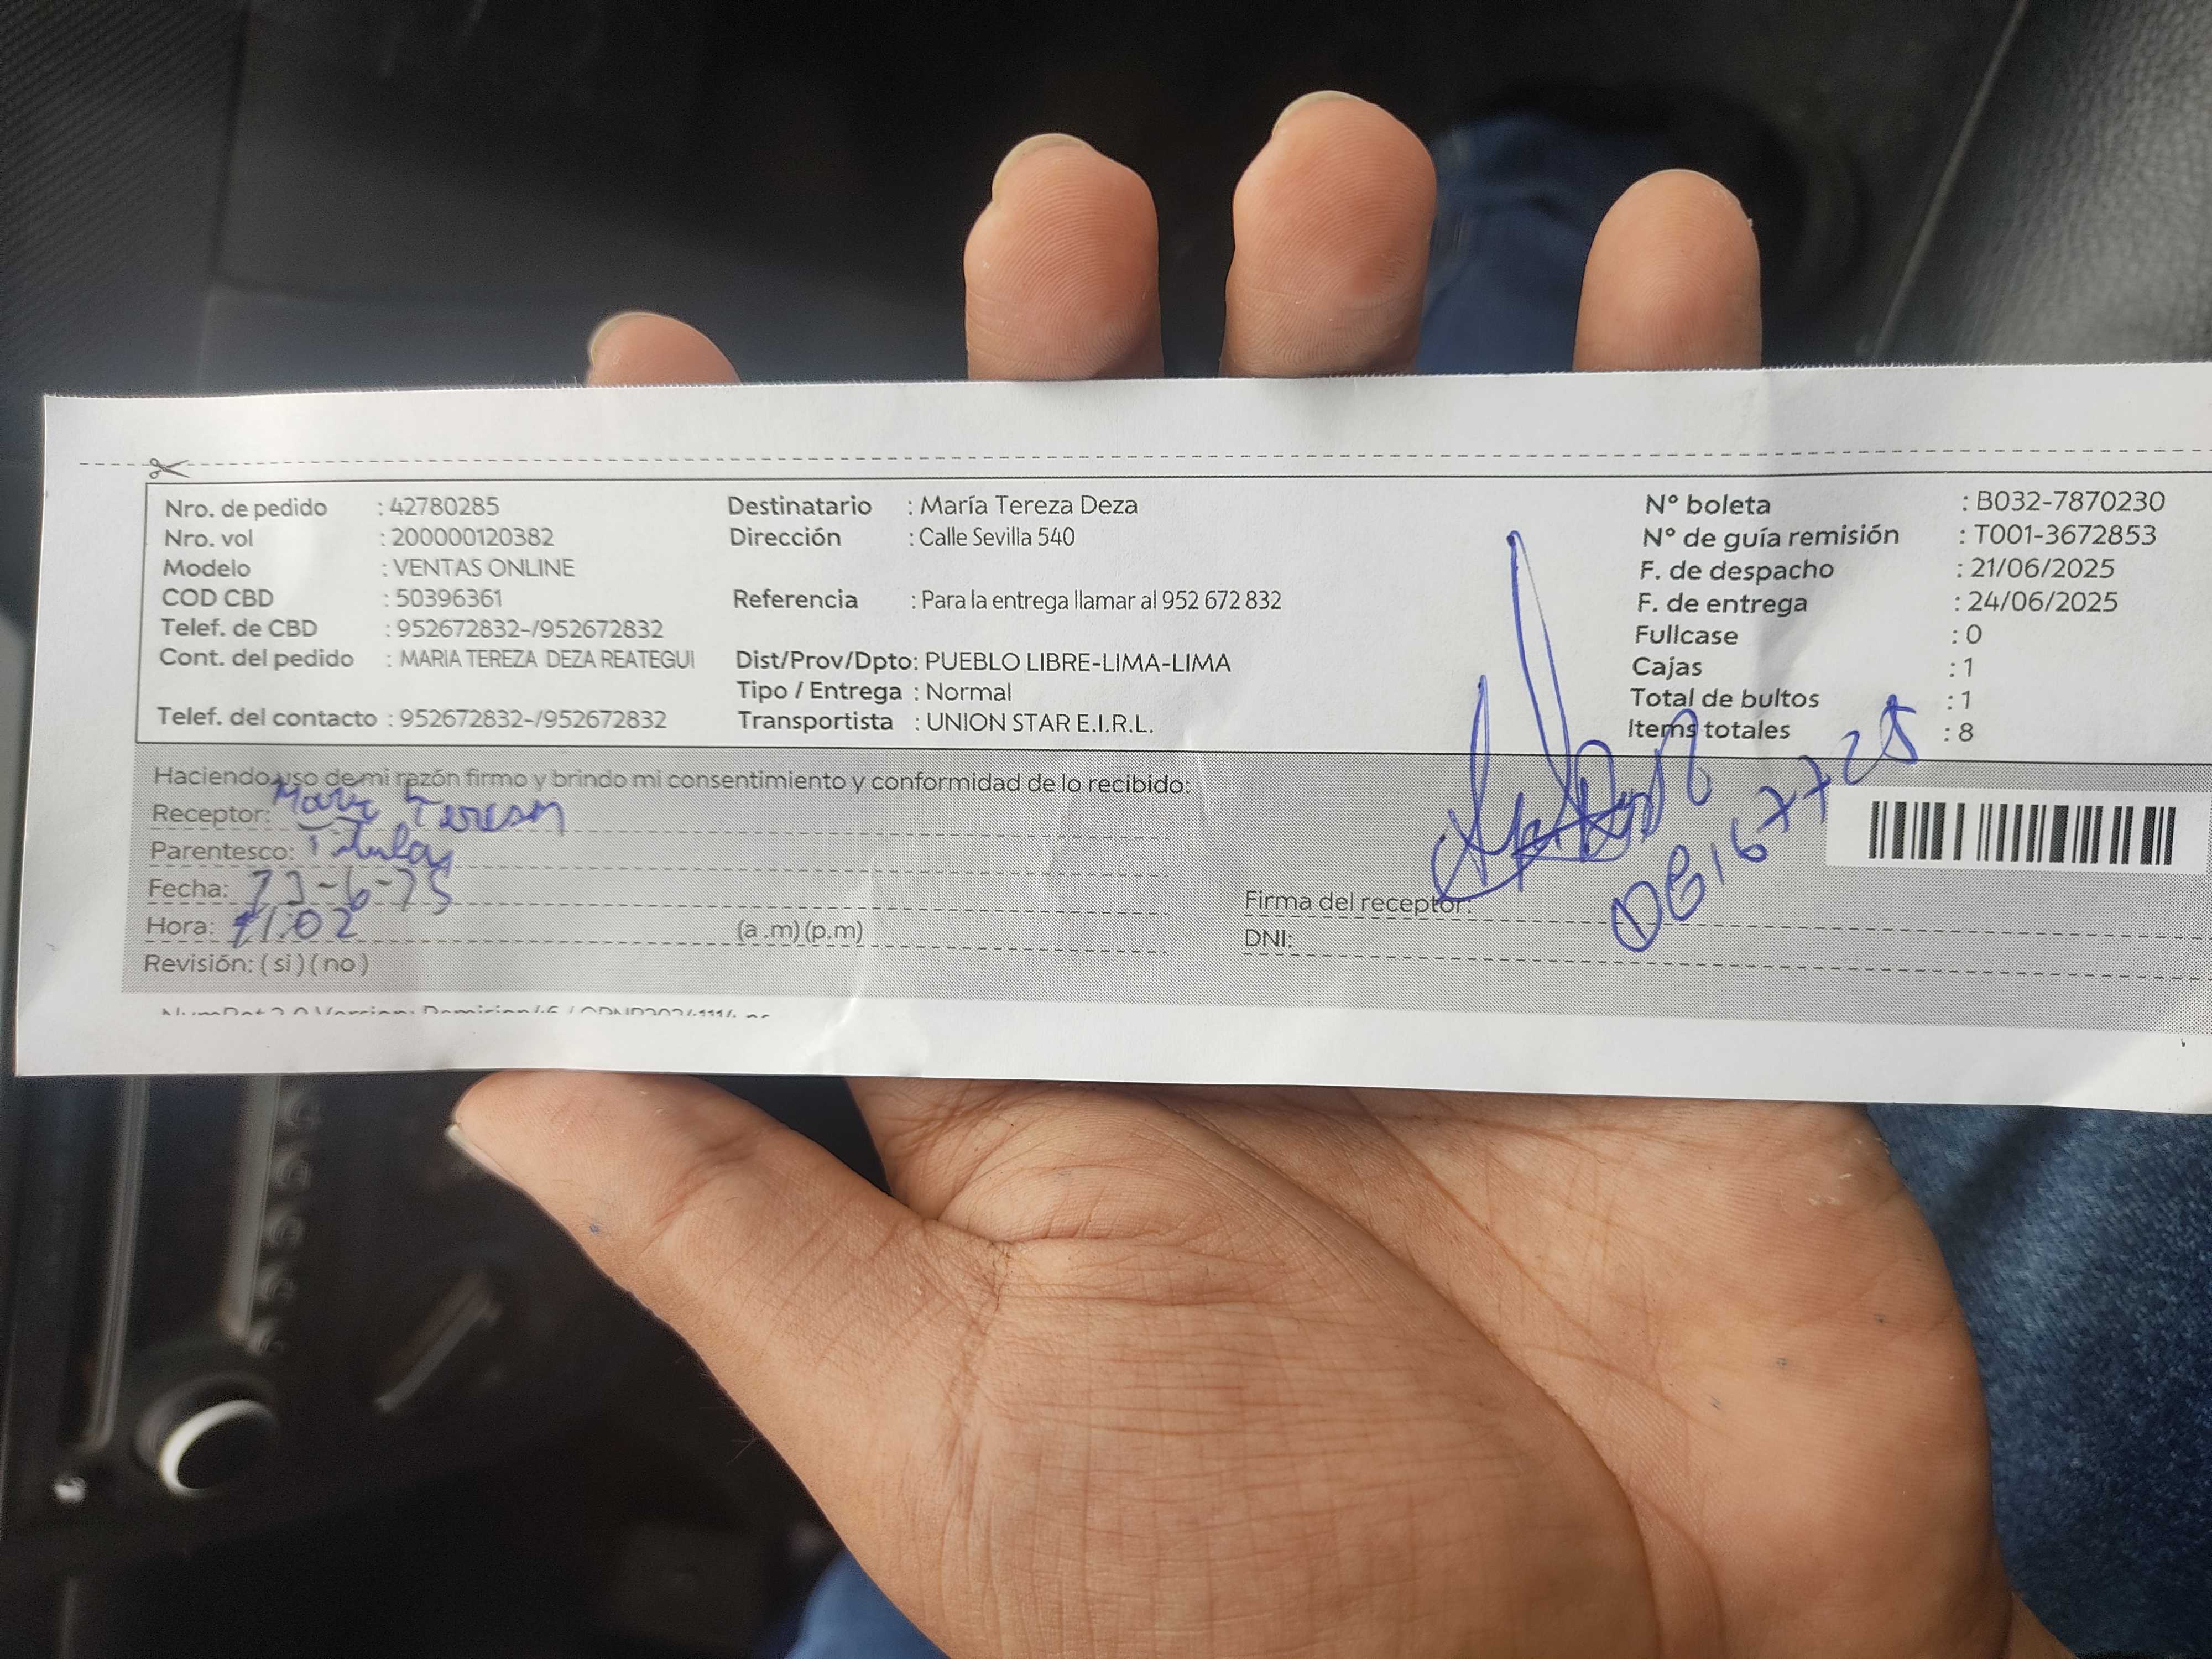 Nro. de pedido : 42780285
Nro. vol : 200000120382
Modelo : VENTAS ONLINE
COD CBD : 50396361
Telef. de CBD : 952672832-/952672832
Cont. del pedido : MARIA TEREZA DEZA REATEGUI
Telef. del contacto : 952672832-/952672832
Destinatario : María Tereza Deza
Dirección : Calle Sevilla 540
Referencia : Para la entrega llamar al 952 672 832
Dist/Prov/Dpto: PUEBLO LIBRE-LIMA-LIMA
Tipo / Entrega : Normal
Transportista : UNION STAR E.I.R.L.
N° boleta : B032-7870230
N° de guía remisión : T001-3672853
F. de despacho : 21/06/2025
F. de entrega : 24/06/2025
Fullcase : 0
Cajas : 1
Total de bultos : 1
Items totales : 8
Haciendo uso de mi razón firmo y brindo mi consentimiento y conformidad de lo recibido:
Receptor: Maria Teresa
Parentesco: Titular
Fecha:
Hora: 11:02 (a.m)(p.m)
Revisión: ( si ) ( no )
Firma del receptor:
DNI: